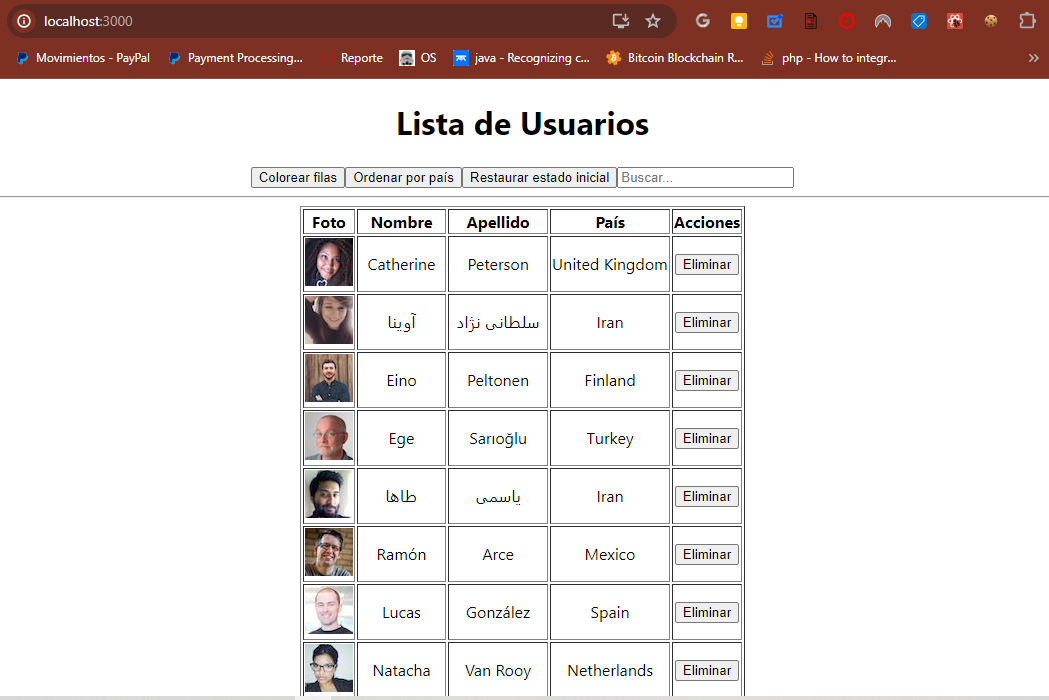 localhost:3000
Movimientos - PayPal Payment Processing... Reporte OS java - Recognizing c... Bitcoin Blockchain R... php - How to integr...
Lista de Usuarios
Colorear filas Ordenar por país Restaurar estado inicial Buscar...
Foto Nombre Apellido País Acciones
Catherine Peterson United Kingdom Eliminar
آوینا سلطانی نژاد Iran Eliminar
Eino Peltonen Finland Eliminar
Ege Sarıoğlu Turkey Eliminar
طاها یاسمی Iran Eliminar
Ramón Arce Mexico Eliminar
Lucas González Spain Eliminar
Natacha Van Rooy Netherlands Eliminar